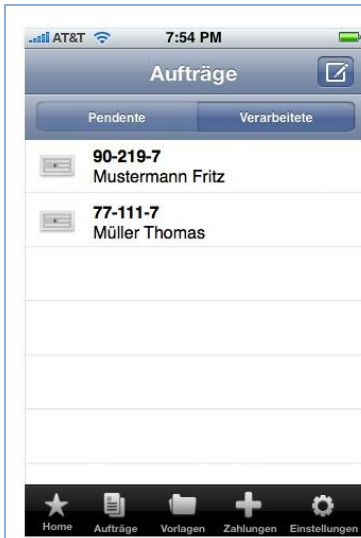 AT&T 7:54 PM
Aufträge
Pendente Verarbeitete
90-219-7
Mustermann Fritz
77-111-7
Müller Thomas
Home Aufträge Vorlagen Zahlungen Einstellungen